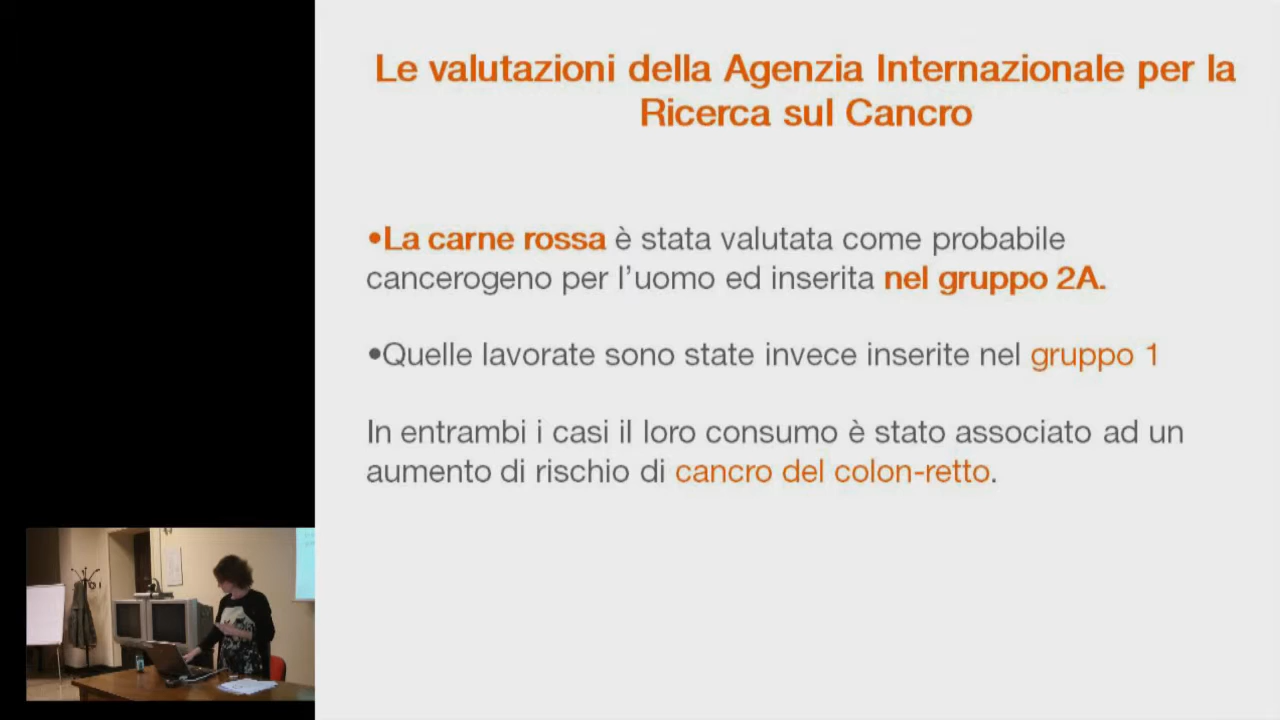 Le valutazioni della Agenzia Internazionale per la
Ricerca sul Cancro
•La carne rossa è stata valutata come probabile
cancerogeno per l’uomo ed inserita nel gruppo 2A.
•Quelle lavorate sono state invece inserite nel gruppo 1
In entrambi i casi il loro consumo è stato associato ad un
aumento di rischio di cancro del colon-retto.